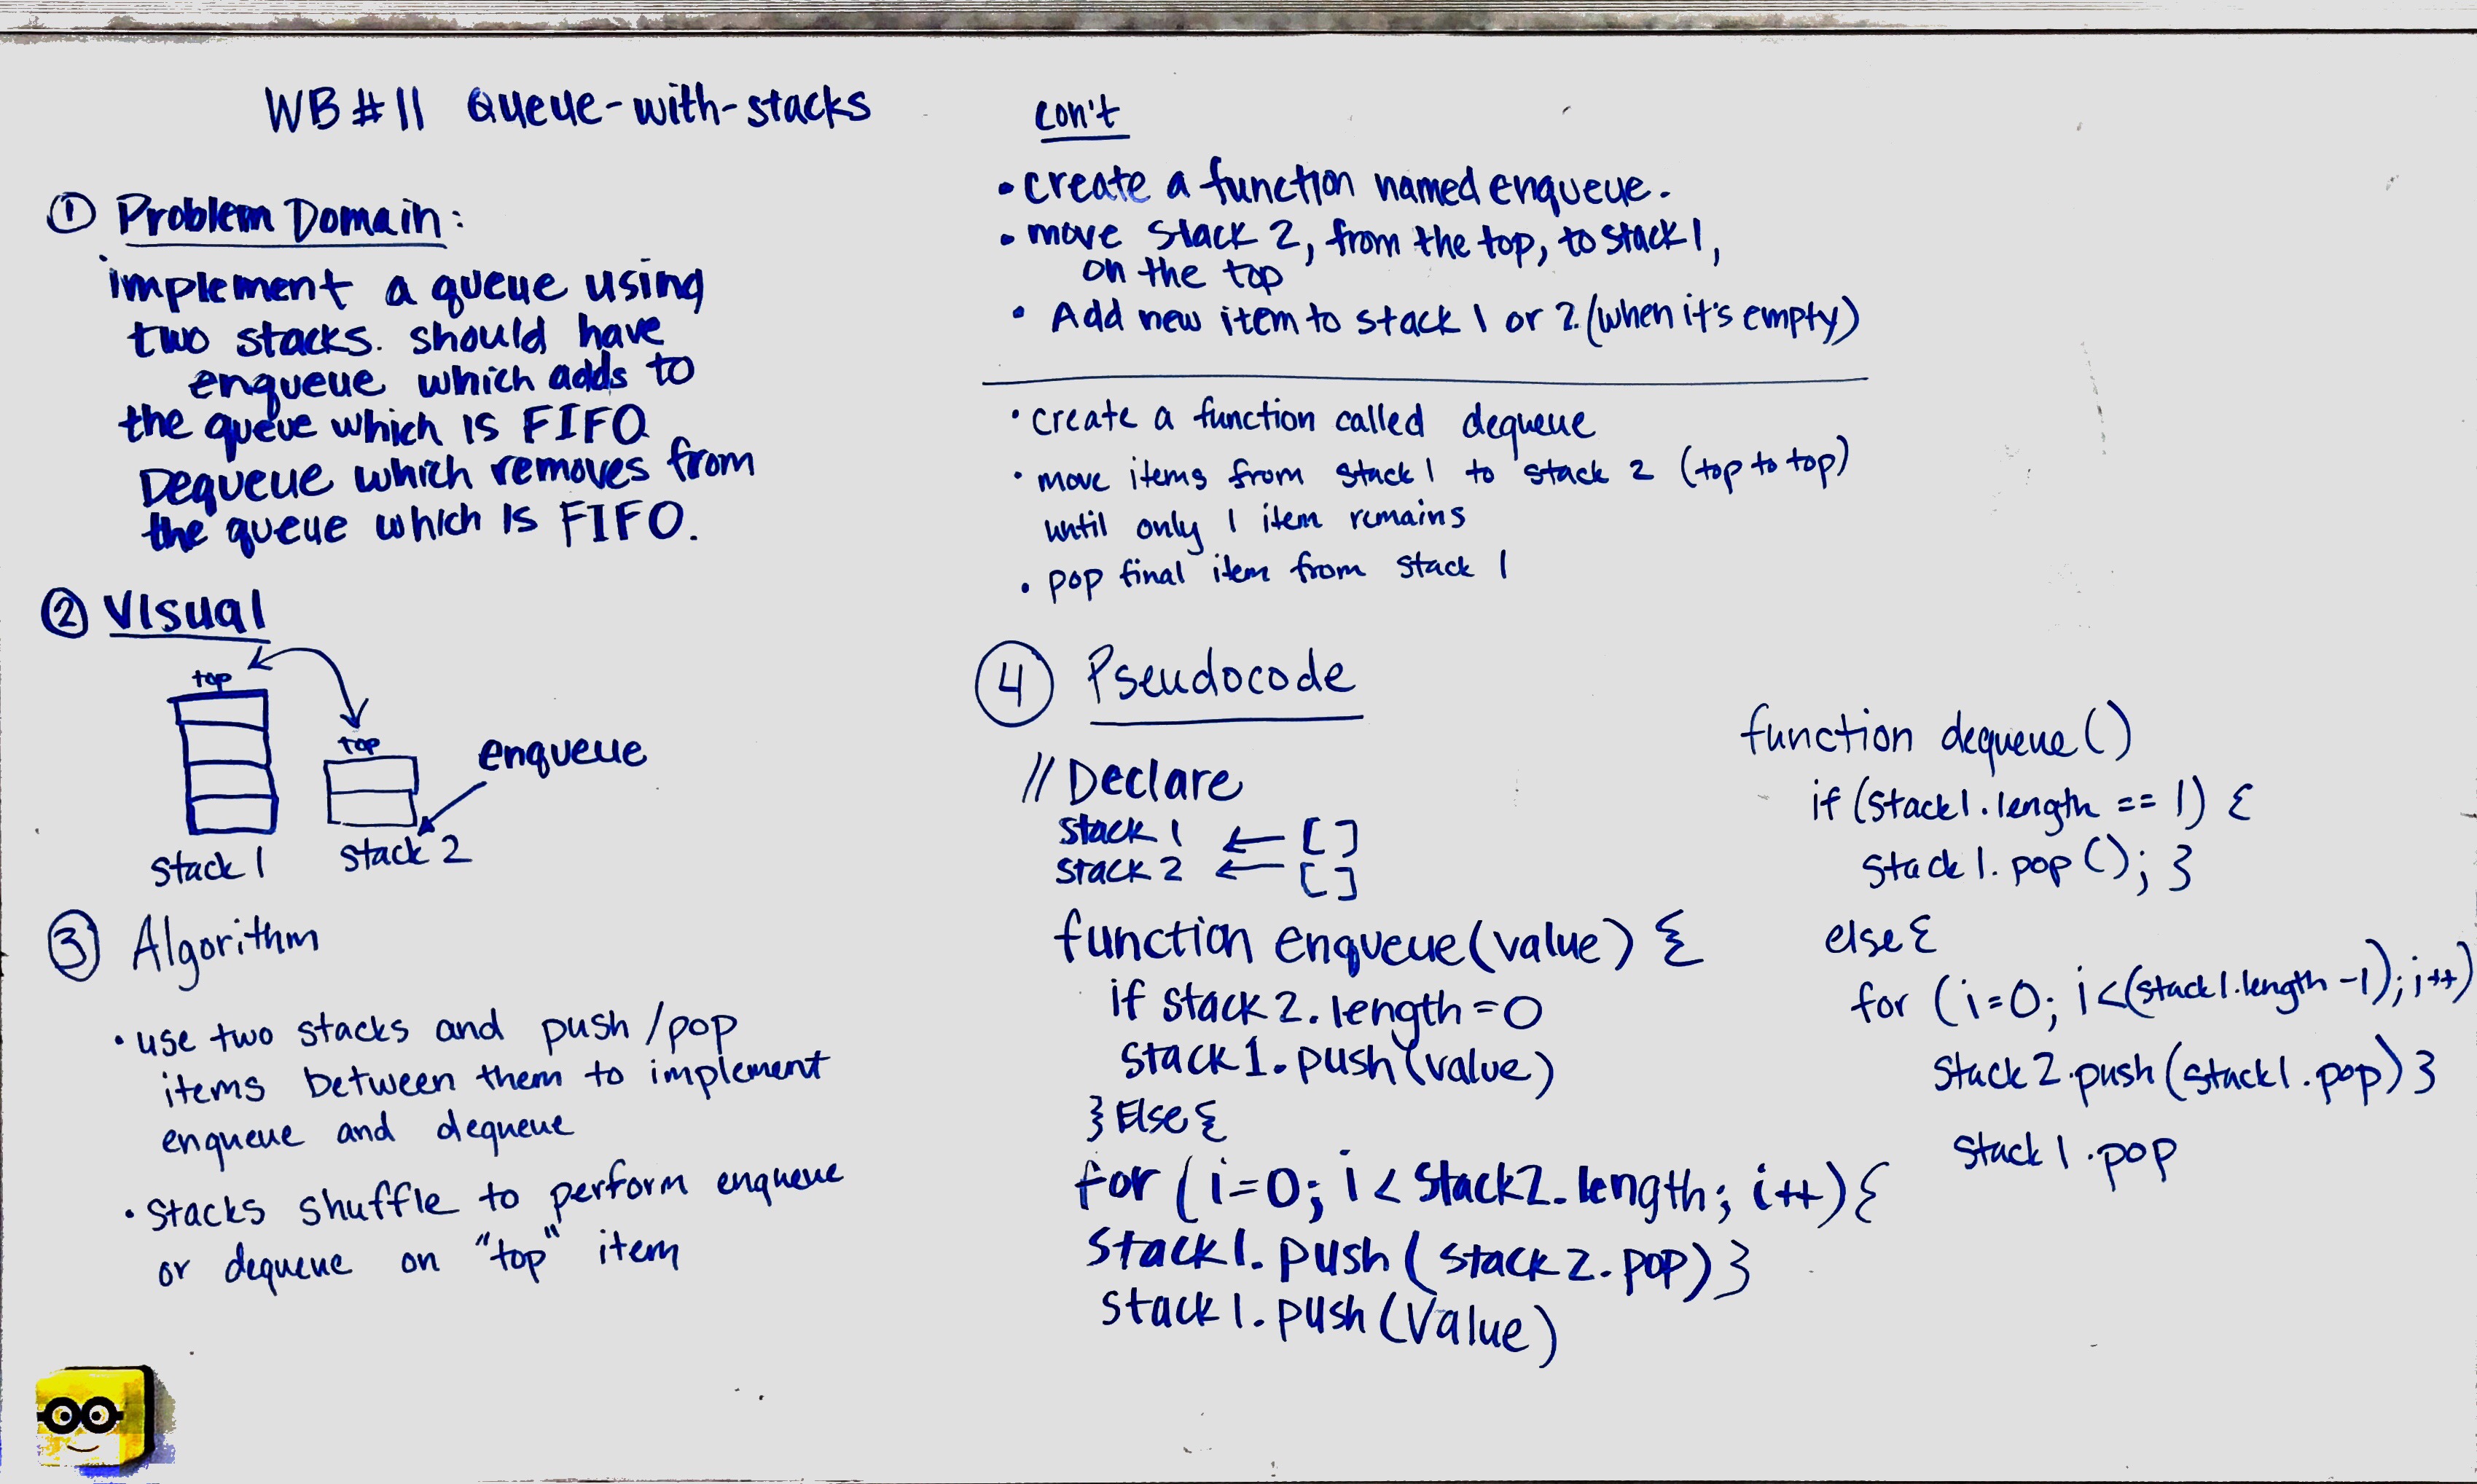 WB #11 Queue-with-stacks
① Problem Domain:
implement a queue using
two stacks. should have
enqueue which adds to
the queue which is FIFO
Dequeue which removes from
the queue which is FIFO.
② Visual
top
top
enqueue
Stack 1
Stack 2
③ Algorithm
• use two stacks and push/pop
items between them to implement
enqueue and dequeue
• Stacks shuffle to perform enqueue
or dequeue on "top" item
con't
• create a function named enqueue.
• move stack 2, from the top, to stack 1,
on the top
• Add new item to stack 1 or 2. (when it's empty)
• create a function called dequeue
• move items from stack 1 to stack 2 (top to top)
until only 1 item remains
• pop final item from stack 1
④ Pseudocode
// Declare
Stack 1 ← []
Stack 2 ← []
function enqueue(value) {
if stack 2. length = 0
stack 1. push (value)
} Else {
for (i=0; i < stack2. length; i++) {
stack 1. push (stack 2. pop) }
stack 1. push (Value)
function dequeue ()
if (stack1. length == 1) {
stack 1. pop (); }
else {
for (i=0; i<(stack1.length -1); i++)
stack 2.push (stack1.pop) }
stack 1 .pop